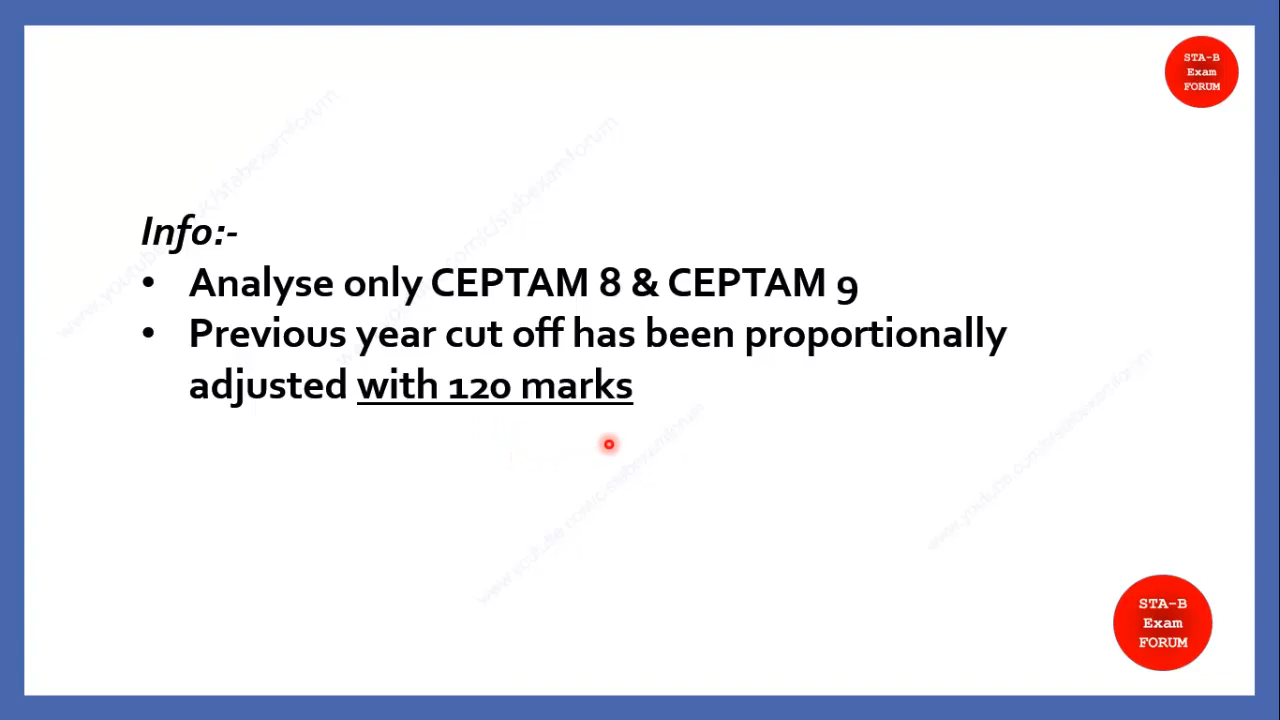 STA-B
Exam
FORUM
Info:-
• Analyse only CEPTAM 8 & CEPTAM 9
• Previous year cut off has been proportionally
adjusted with 120 marks
STA-B
Exam
FORUM